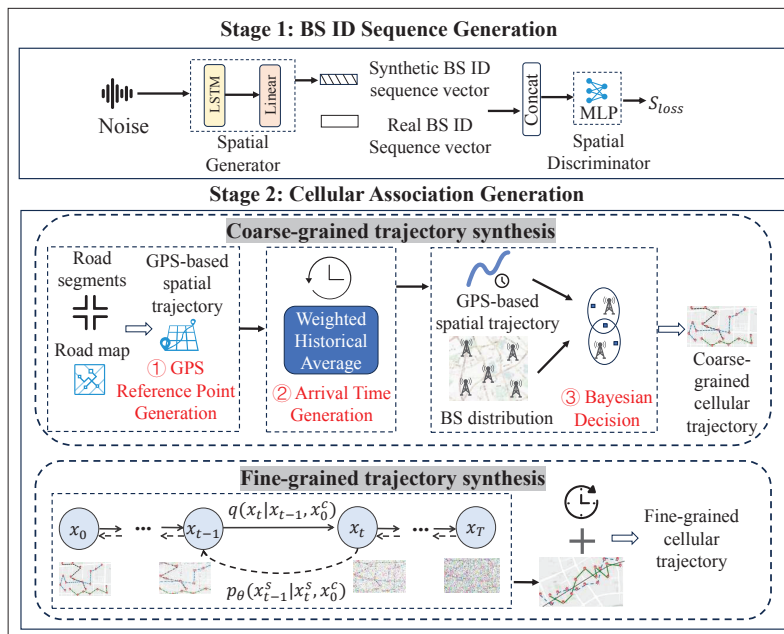 Stage 1: BS ID Sequence Generation
Noise
LSTM
Linear
Spatial
Generator
Synthetic BS ID
sequence vector
Real BS ID
Sequence vector
Concat
MLP
Spatial
Discriminator
S_{loss}
Stage 2: Cellular Association Generation
Coarse-grained trajectory synthesis
Road
segments
Road map
GPS-based
spatial
trajectory
① GPS
Reference Point
Generation
Weighted
Historical
Average
② Arrival Time
Generation
GPS-based
spatial trajectory
BS distribution
③ Bayesian
Decision
Coarse-
grained
cellular
trajectory
Fine-grained trajectory synthesis
x_0
...
x_{t-1}
q(x_t|x_{t-1}, x_0^c)
x_t
...
x_T
p_θ(x_{t-1}^s|x_t^s, x_0^c)
Fine-grained
cellular
trajectory